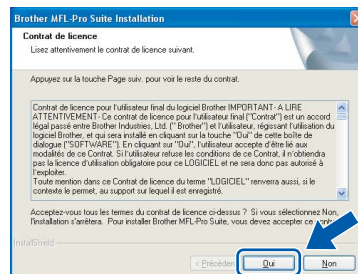 Brother MFL-Pro Suite Installation
Contrat de licence
Lisez attentivement le contrat de licence suivant.
Appuyez sur la touche Page suiv. pour voir le reste du contrat.
Contrat de licence pour l'utilisateur final du logiciel Brother IMPORTANT- A LIRE
ATTENTIVEMENT- Ce contrat de licence pour l'utilisateur final ("Contrat") est un accord
légal passé entre Brother Industries, Ltd. (" Brother") et l'utilisateur, régissant l'utilisation du
logiciel Brother, et qui sera installé en cliquant sur la touche "Oui" de cette boîte de
dialogue ("SOFTWARE"). En cliquant sur "Oui", l'utilisateur accepte d'être lié aux
modalités de ce Contrat. Si l'utilisateur refuse les conditions de ce Contrat, il n'obtiendra
pas la licence d'utilisation obligatoire pour ce LOGICIEL et ne sera donc pas autorisé à
l'exploiter.
Toute mention dans ce Contrat de licence du terme "LOGICIEL" renverra aussi, si le
contexte le permet, au support sur lequel il est enregistré.
Acceptez-vous tous les termes du contrat de licence ci-dessus ? Si vous sélectionnez Non,
l'installation s'arrêtera. Pour installer Brother MFL-Pro Suite, vous devez accepter ce
InstallShield
< Précéden
Oui
Non